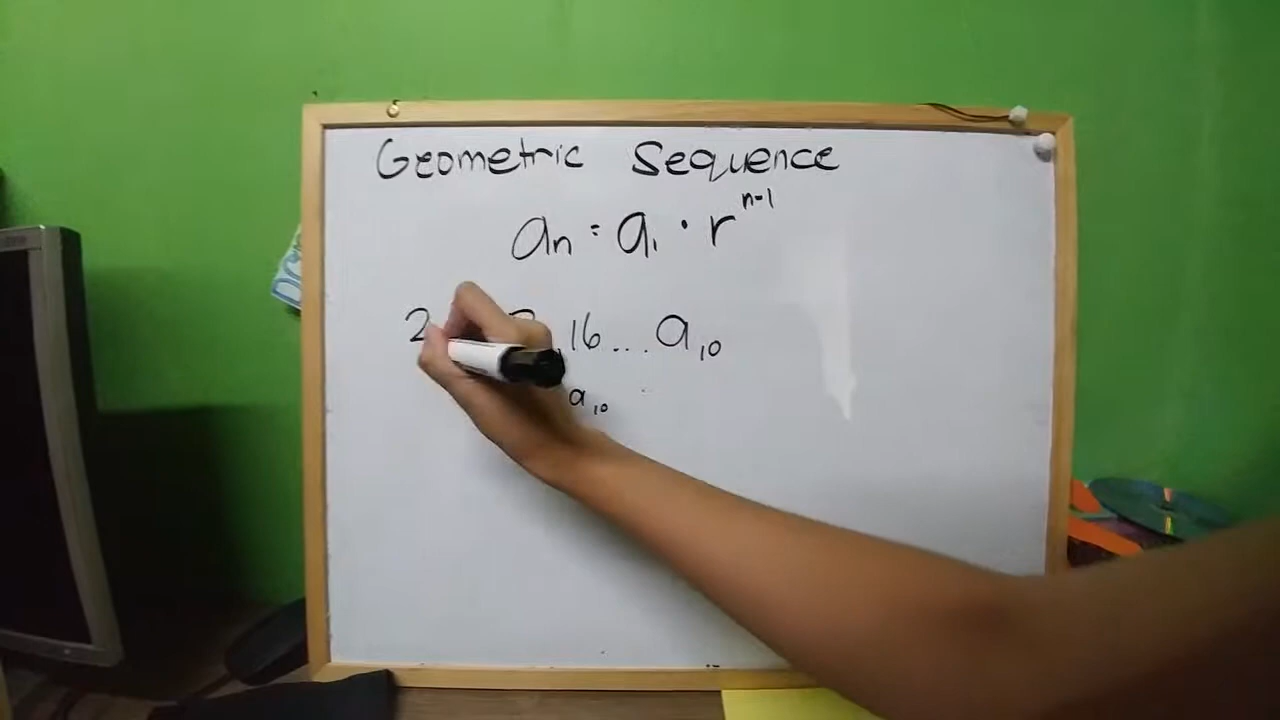 Geometric Sequence
an = a1 · r^n-1
2 ,16 ... a10
a10